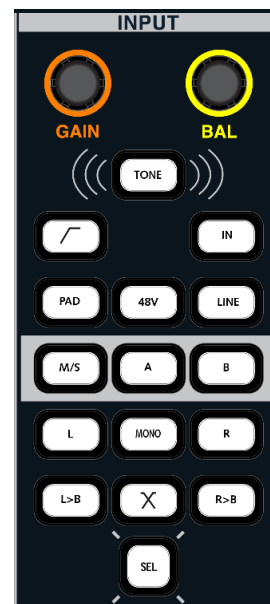 INPUT
GAIN BAL
TONE
IN
PAD 48V LINE
M/S A B
L MONO R
L>B R>B
SEL